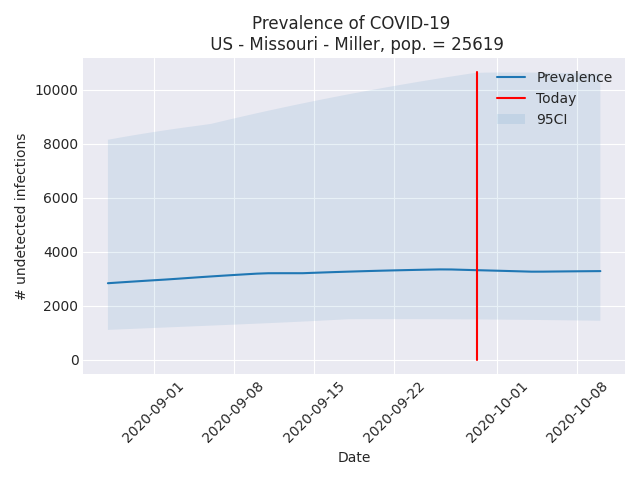 Prevalence of COVID-19
US - Missouri - Miller, pop. = 25619
10000
8000
6000
4000
2000
0
# undetected infections
Prevalence
Today
95CI
2020-09-01
2020-09-08
2020-09-15
2020-09-22
2020-10-01
2020-10-08
Date